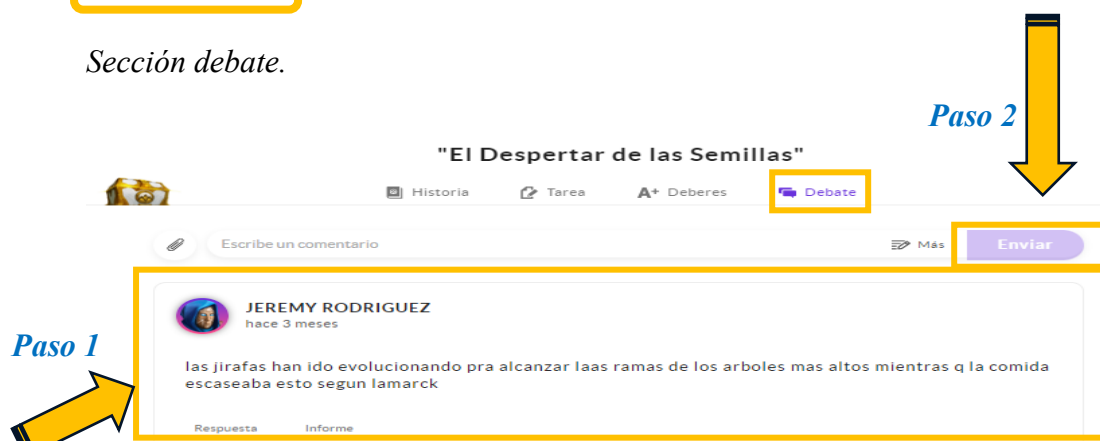 Sección debate.
Paso 2
"El Despertar de las Semillas"
Historia Tarea A+ Deberes Debate
Escribe un comentario Más Enviar
JEREMY RODRIGUEZ
hace 3 meses
Paso 1
las jirafas han ido evolucionando pra alcanzar laas ramas de los arboles mas altos mientras q la comida
escaseaba esto segun lamarck
Respuesta Informe